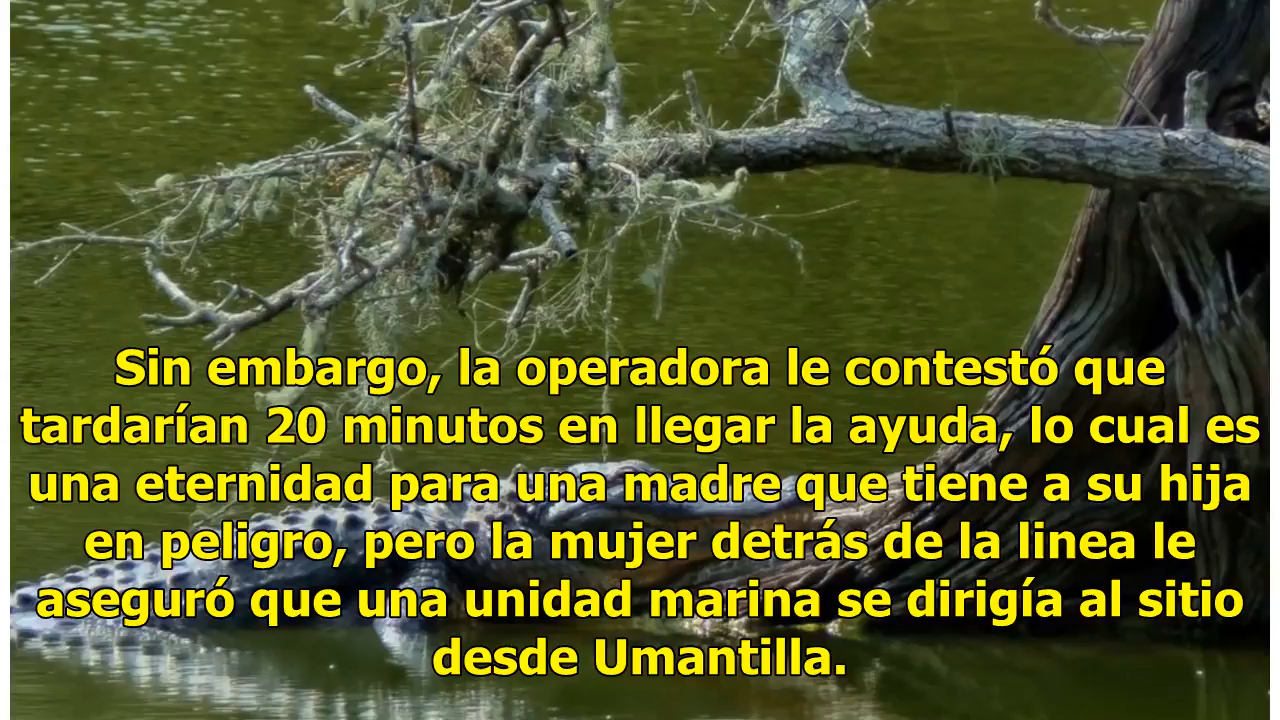 Sin embargo, la operadora le contestó que
tardarían 20 minutos en llegar la ayuda, lo cual es
una eternidad para una madre que tiene a su hija
en peligro, pero la mujer detrás de la linea le
aseguró que una unidad marina se dirigía al sitio
desde Umantilla.